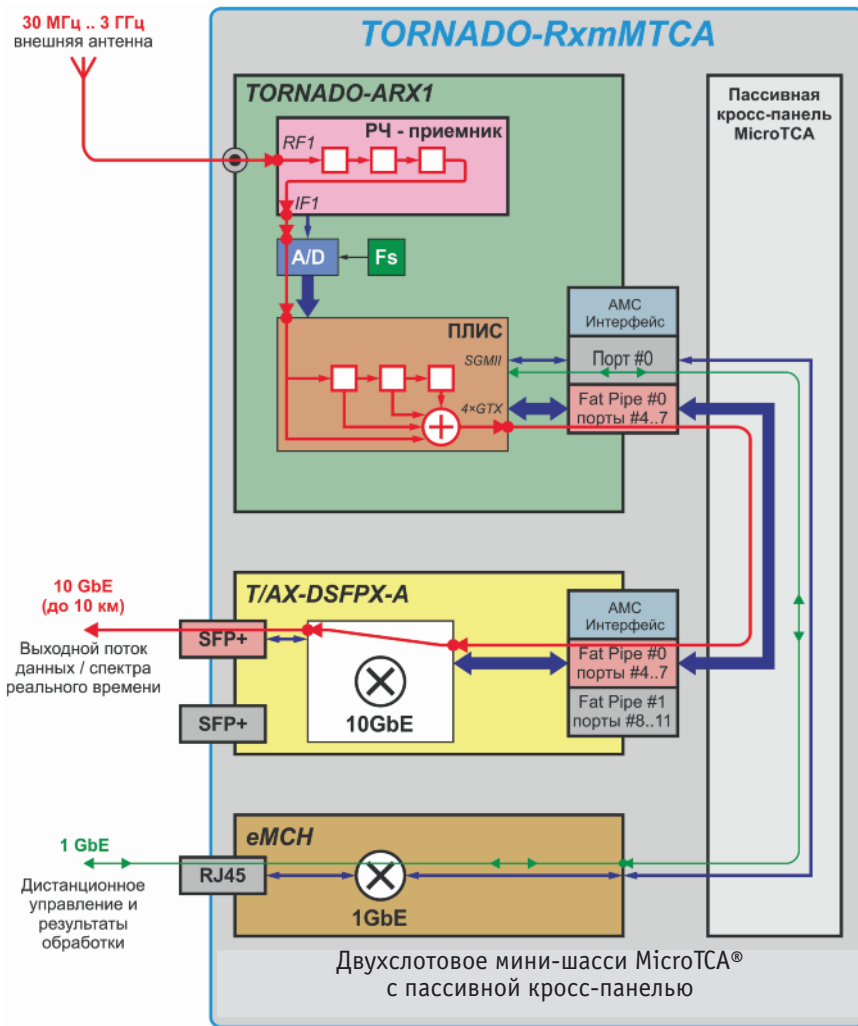 30 МГц .. 3 ГГц
внешняя антенна
TORNADO-RxmMTCA
TORNADO-ARX1
РЧ - приемник
RF1
IF1
A/D
Fs
ПЛИС
SGMII
4×GTX
AMC
Интерфейс
Порт #0
Fat Pipe #0
порты #4..7
Пассивная
кросс-панель
MicroTCA
10 GbE
(до 10 км)
Выходной поток
данных / спектра
реального времени
T/AX-DSFPX-A
SFP+
SFP+
10GbE
AMC
Интерфейс
Fat Pipe #0
порты #4..7
Fat Pipe #1
порты #8..11
1 GbE
Дистанционное
управление и
результаты
обработки
eMCH
RJ45
1GbE
Двухслотовое мини-шасси MicroTCA®
с пассивной кросс-панелью